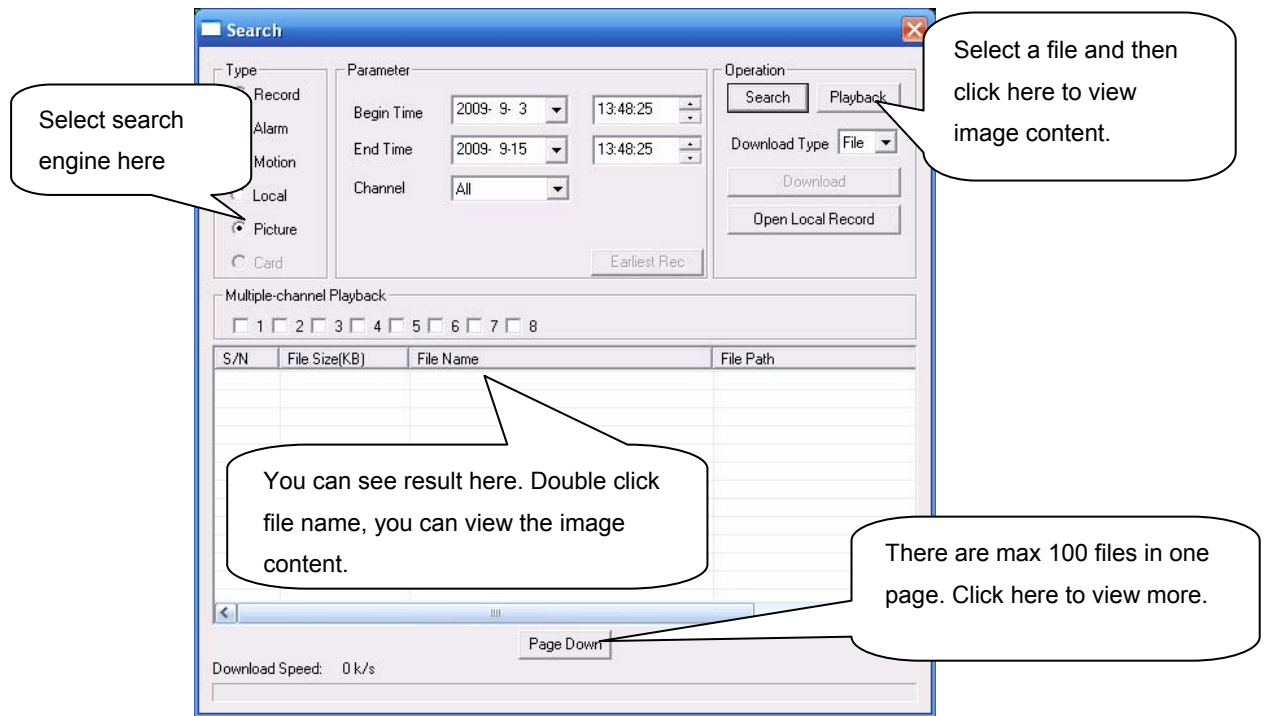 Search
Type
Record
Alarm
Motion
Local
Picture
Card
Parameter
Begin Time
2009- 9- 3
13:48:25
End Time
2009- 9-15
13:48:25
Channel
All
Earliest Rec
Operation
Search
Playback
Download Type
File
Download
Open Local Record
Select search
engine here
Select a file and then
click here to view
image content.
Multiple-channel Playback
1 2 3 4 5 6 7 8
S/N File Size(KB) File Name File Path
You can see result here. Double click
file name, you can view the image
content.
There are max 100 files in one
page. Click here to view more.
Page Down
Download Speed: 0 k/s